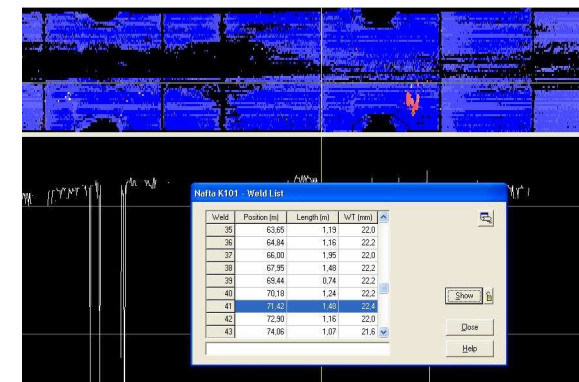 Nafta K101 - Weld List
Weld Position (m) Length (m) WT (mm)
35 63,65 1,19 22,0
36 64,84 1,16 22,2
37 66,00 1,95 22,0
38 67,95 1,48 22,2
39 69,44 0,74 22,2
40 70,18 1,24 22,2
41 71,42 1,48 22,4
42 72,90 1,16 22,0
43 74,06 1,07 21,6
Show
Close
Help